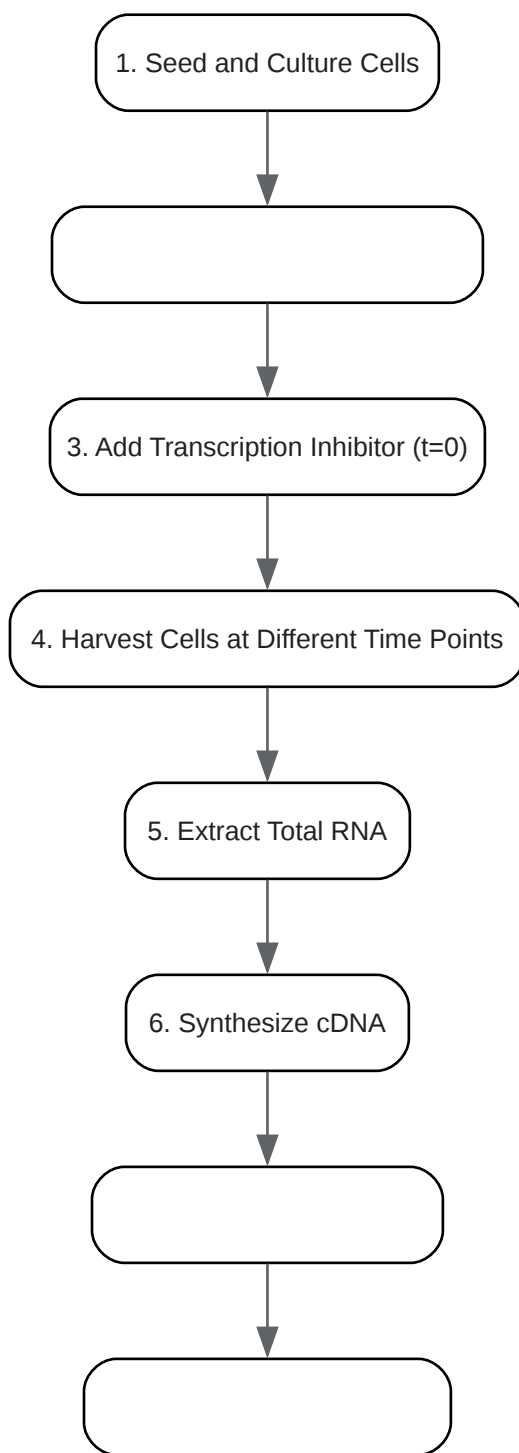 1. Seed and Culture Cells
3. Add Transcription Inhibitor (t=0)
4. Harvest Cells at Different Time Points
5. Extract Total RNA
6. Synthesize cDNA